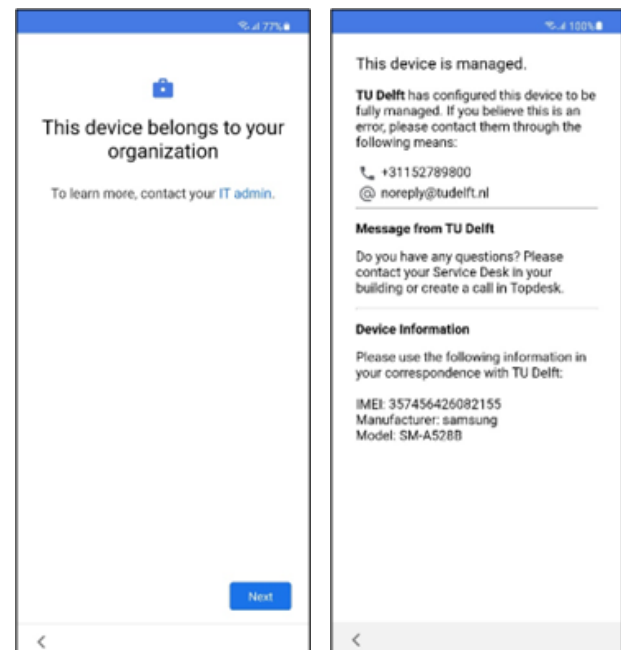 77%
This device belongs to your
organization
To learn more, contact your IT admin.
Next
100%
This device is managed.
TU Delft has configured this device to be
fully managed. If you believe this is an
error, please contact them through the
following means:
+31152789800
noreply@tudelft.nl
Message from TU Delft
Do you have any questions? Please
contact your Service Desk in your
building or create a call in Topdesk.
Device Information
Please use the following information in
your correspondence with TU Delft:
IMEI: 357456426082155
Manufacturer: samsung
Model: SM-A528B